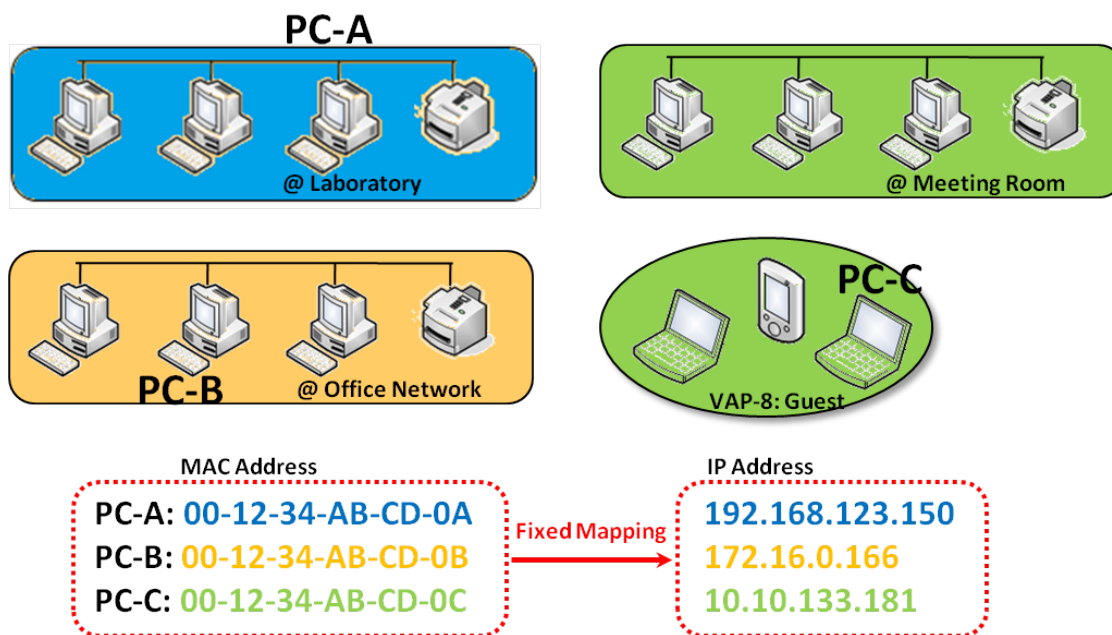 PC-A
@ Laboratory
@ Meeting Room
PC-B
@ Office Network
PC-C
VAP-8: Guest
MAC Address
PC-A: 00-12-34-AB-CD-0A
PC-B: 00-12-34-AB-CD-0B
PC-C: 00-12-34-AB-CD-0C
Fixed Mapping
IP Address
192.168.123.150
172.16.0.166
10.10.133.181